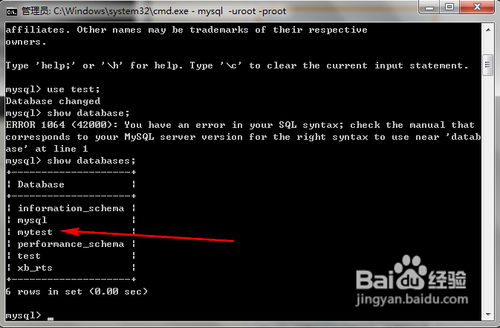 管理员: C:\Windows\system32\cmd.exe - mysql -uroot -proot
affiliates. Other names may be trademarks of their respective
owners.
Type 'help;' or '\h' for help. Type '\c' to clear the current input statement.
mysql> use test;
Database changed
mysql> show database;
ERROR 1064 (42000): You have an error in your SQL syntax; check the manual that
corresponds to your MySQL server version for the right syntax to use near 'datab
ase' at line 1
mysql> show databases;
+--------------------+
| Database           |
+--------------------+
| information_schema |
| mysql              |
| mytest             |
| performance_schema |
| test               |
| xb_rts             |
+--------------------+
6 rows in set (0.00 sec)
mysql> _
Baidu 经验
jingyan.baidu.com